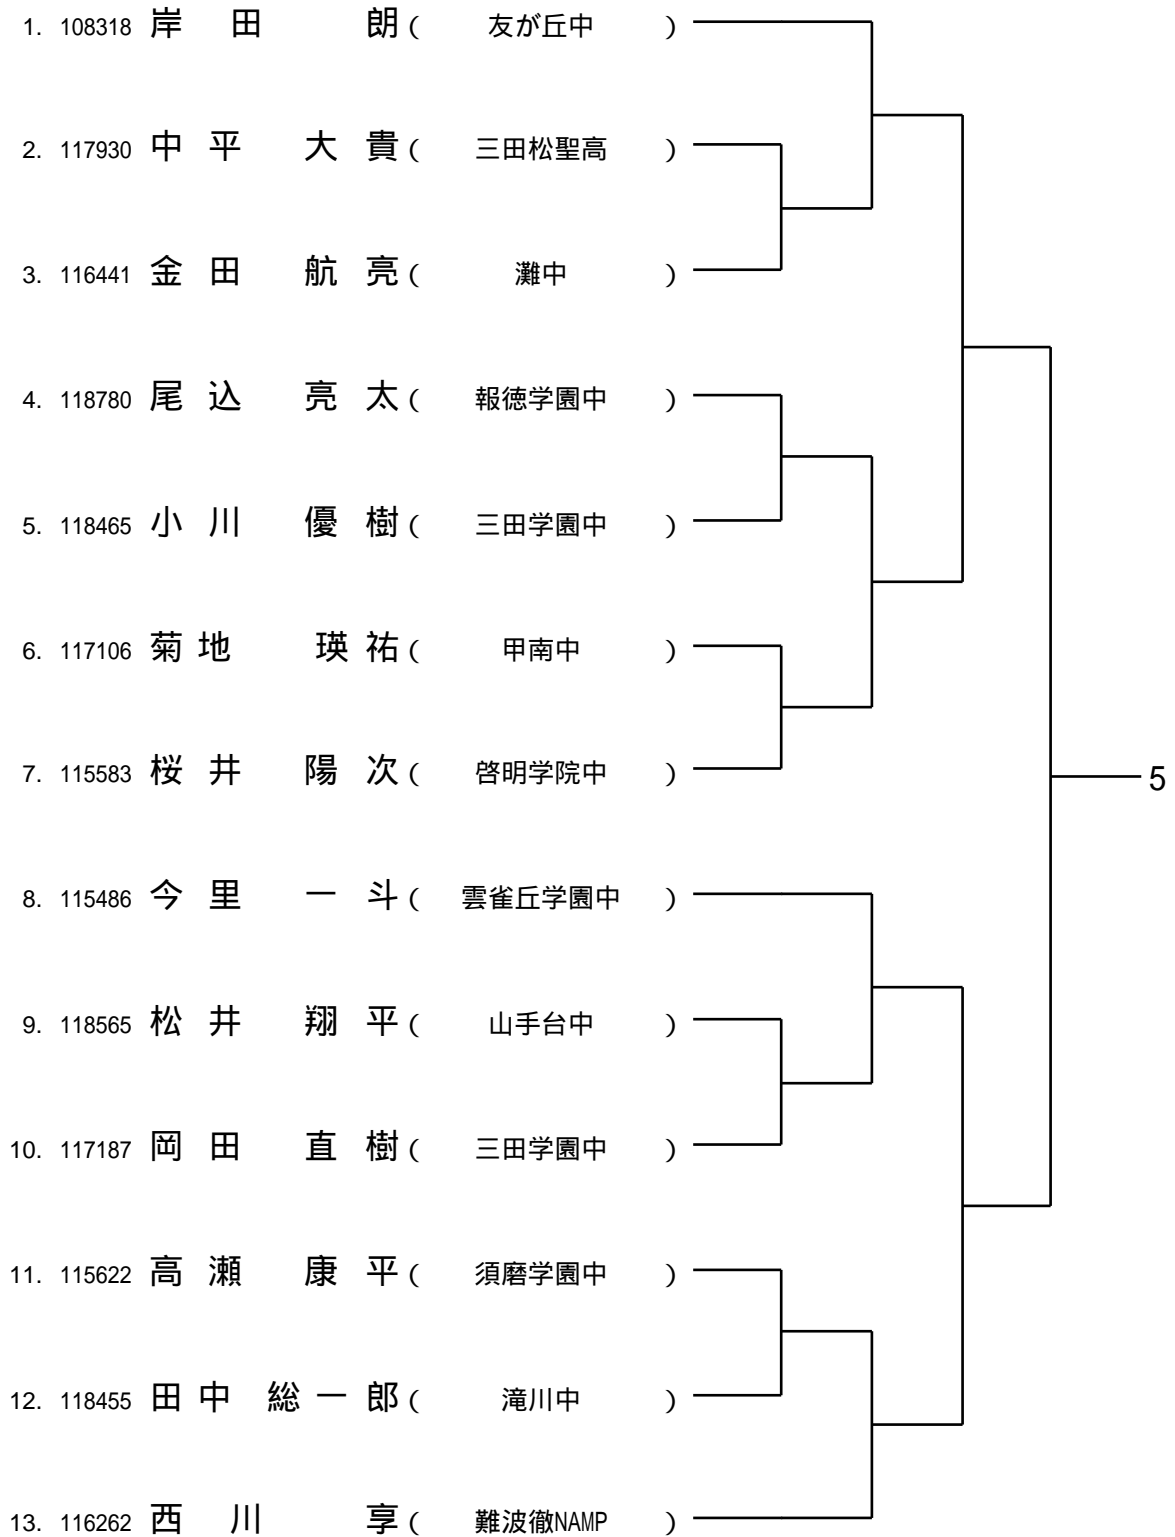 1. 108318 岸 田 朗 ( 友が丘中 )
2. 117930 中 平 大 貴 ( 三田松聖高 )
3. 116441 金 田 航 亮 ( 灘中 )
4. 118780 尾 込 亮 太 ( 報徳学園中 )
5. 118465 小 川 優 樹 ( 三田学園中 )
6. 117106 菊 地 瑛 祐 ( 甲南中 )
7. 115583 桜 井 陽 次 ( 啓明学院中 )
5
8. 115486 今 里 一 斗 ( 雲雀丘学園中 )
9. 118565 松 井 翔 平 ( 山手台中 )
10. 117187 岡 田 直 樹 ( 三田学園中 )
11. 115622 高 瀬 康 平 ( 須磨学園中 )
12. 118455 田 中 総 一 郎 ( 滝川中 )
13. 116262 西 川 享 ( 難波徹NAMP )